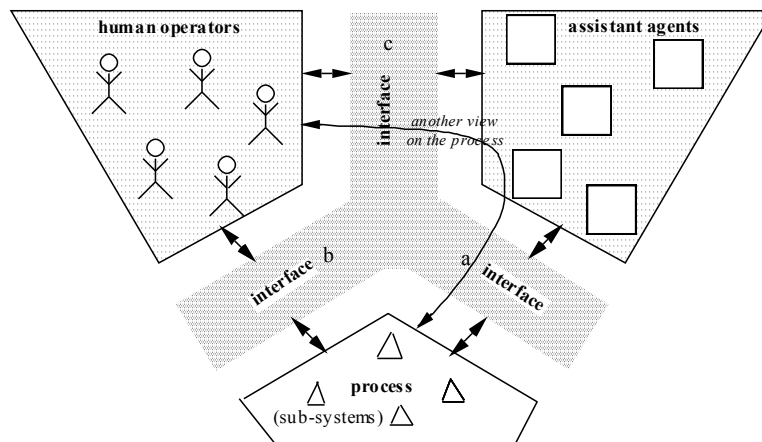 human operators
assistant agents
c
interface
another view
on the process
b
a
interface
interface
process
(sub-systems)